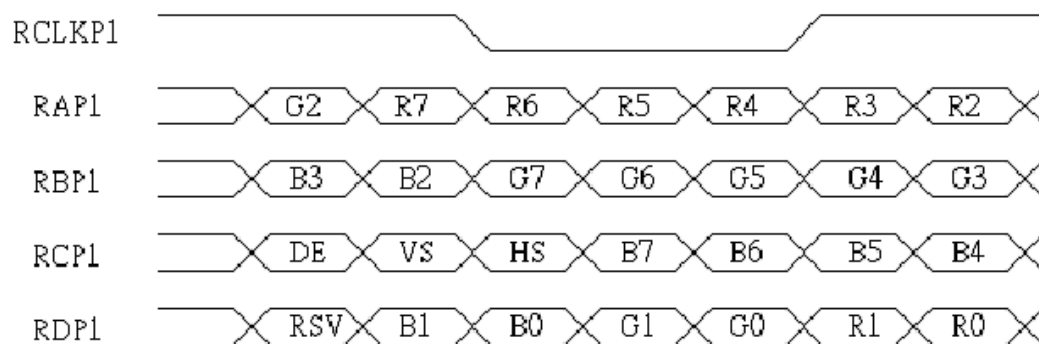 RCLKP1
RAP1 G2 R7 R6 R5 R4 R3 R2
RBP1 B3 B2 G7 G6 G5 G4 G3
RCP1 DE VS HS B7 B6 B5 B4
RDP1 RSV B1 B0 G1 G0 R1 R0